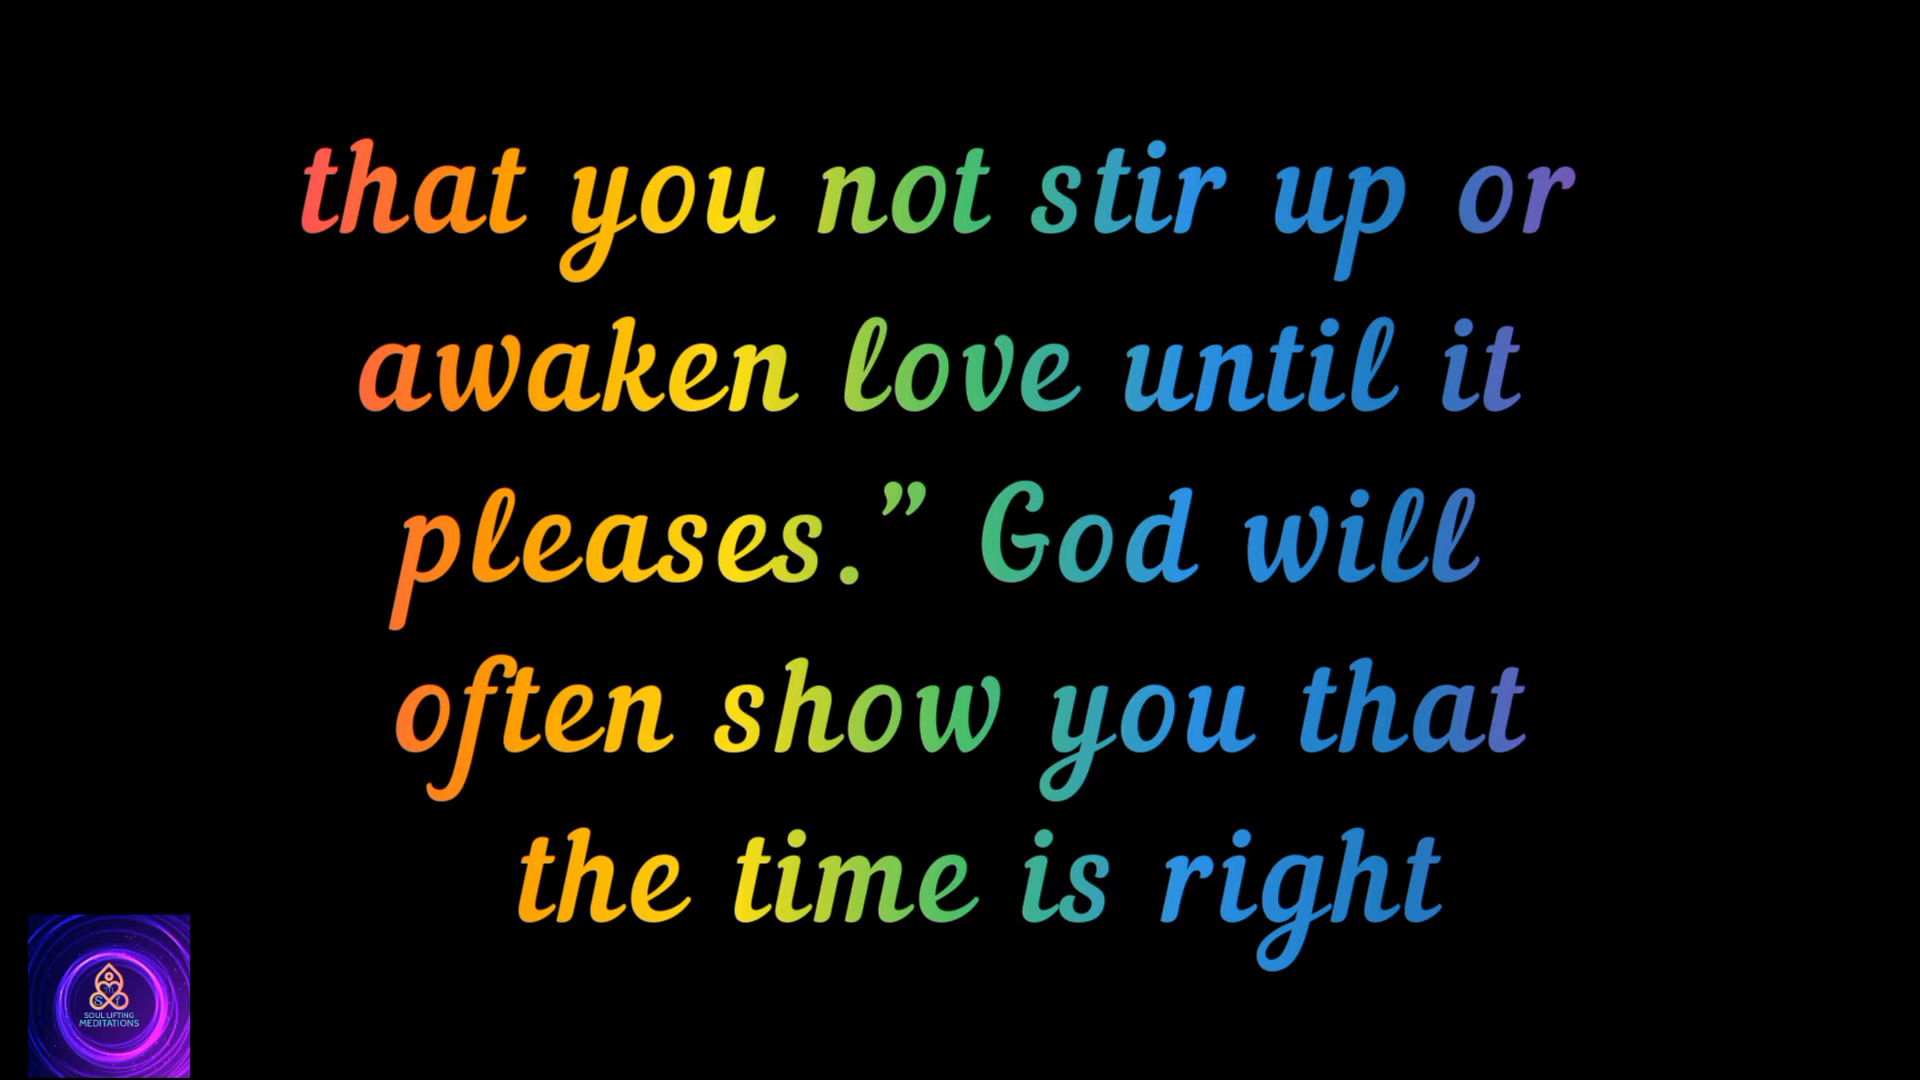 that you not stir up or
awaken love until it
pleases.” God will
often show you that
the time is right
SOUL LIFTING
MEDITATIONS